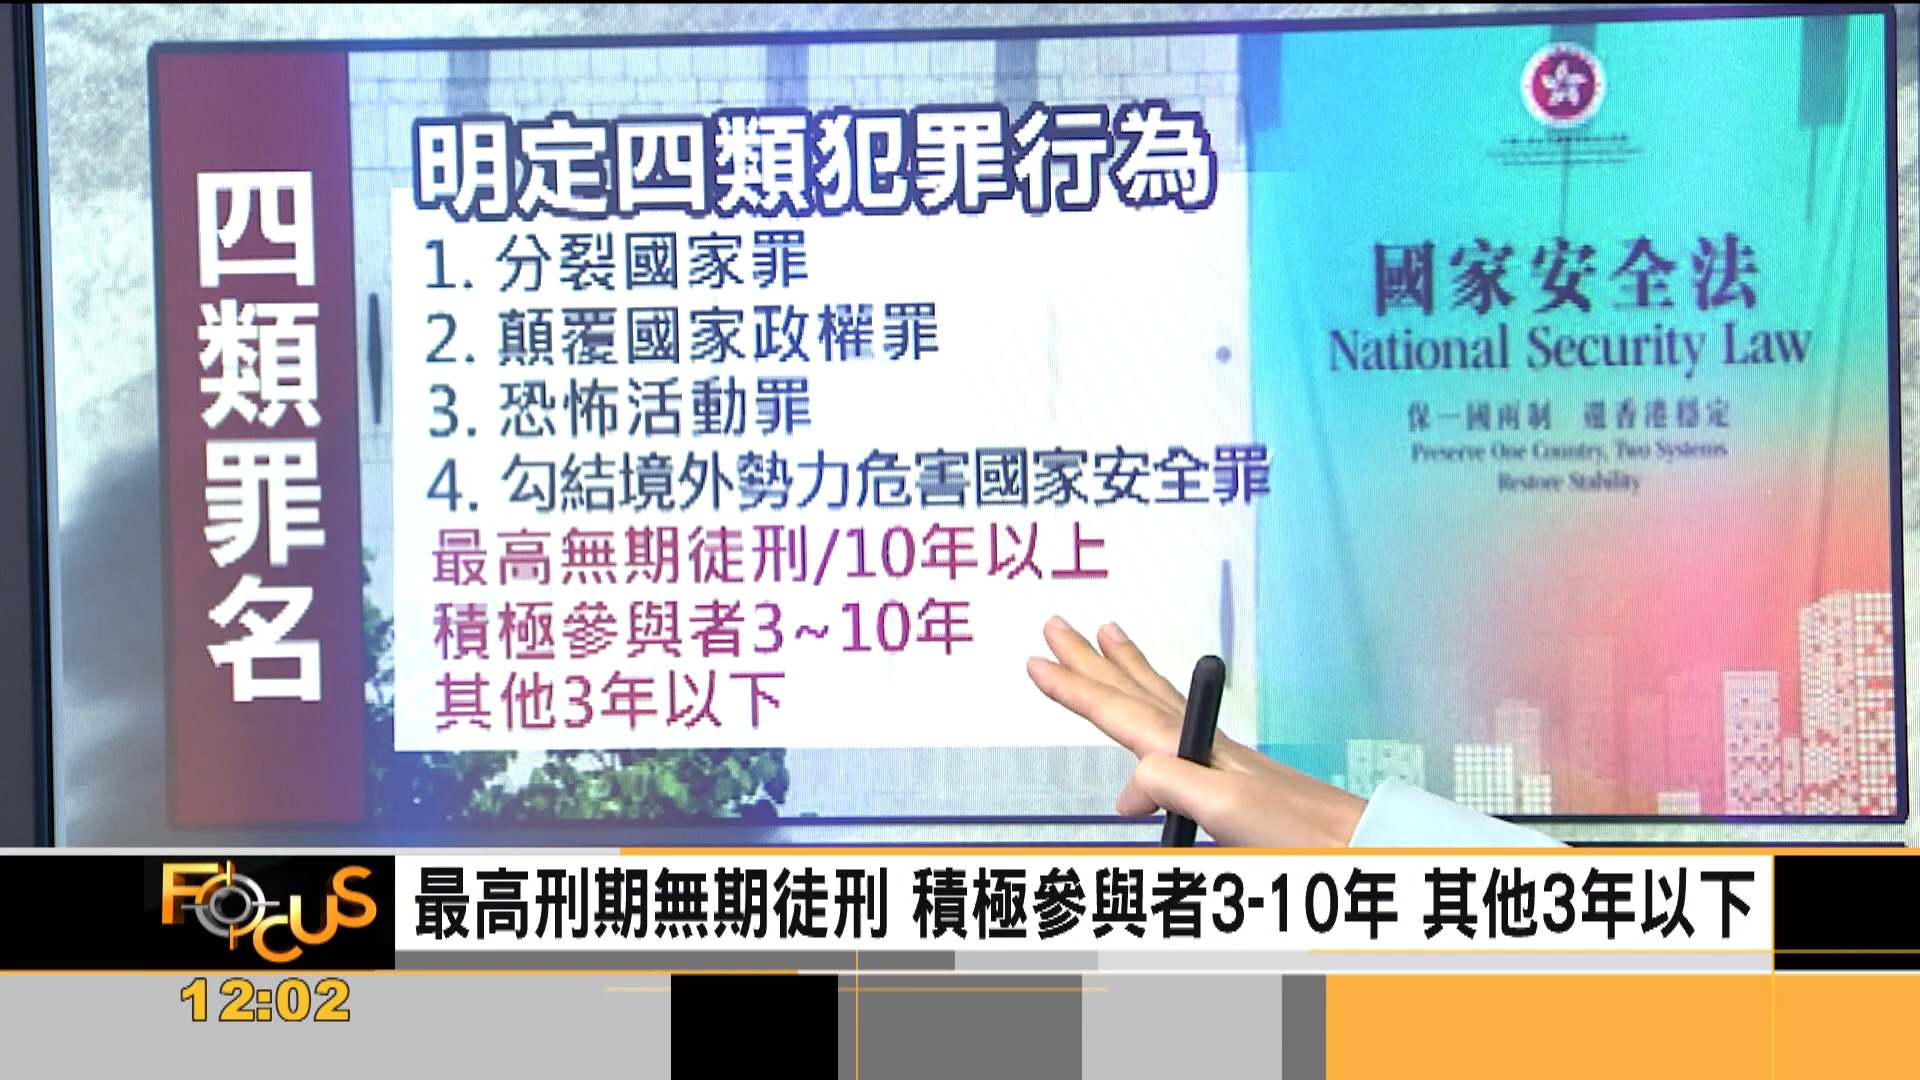 四類罪名
明定四類犯罪行為
1. 分裂國家罪
2. 顛覆國家政權罪
3. 恐怖活動罪
4. 勾結境外勢力危害國家安全罪
最高無期徒刑/10年以上
積極參與者3~10年
其他3年以下
國家安全法
National Security Law
保一國兩制 還香港穩定
Preserve One Country, Two Systems
Restore Stability
FOCUS
最高刑期無期徒刑 積極參與者3-10年 其他3年以下
12:02